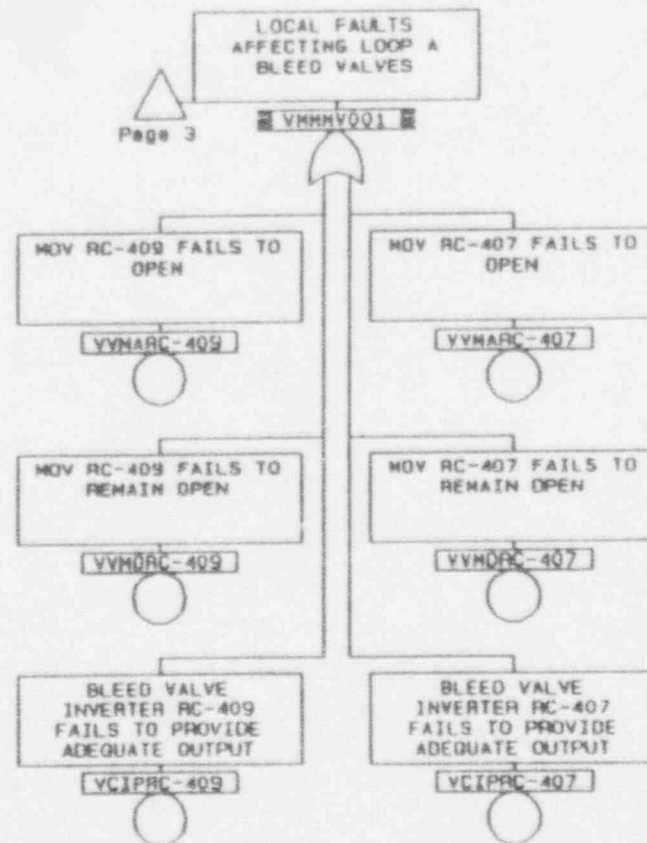 LOCAL FAULTS
AFFECTING LOOP A
BLEED VALVES
Page 3
VMMMV001
MOV RC-409 FAILS TO
OPEN
VVMARC-409
MOV RC-407 FAILS TO
OPEN
VVMARC-407
MOV RC-409 FAILS TO
REMAIN OPEN
VVMDRC-409
MOV RC-407 FAILS TO
REMAIN OPEN
VVMDRC-407
BLEED VALVE
INVERTER RC-409
FAILS TO PROVIDE
ADEQUATE OUTPUT
VCIPRC-409
BLEED VALVE
INVERTER RC-407
FAILS TO PROVIDE
ADEQUATE OUTPUT
VCIPRC-407